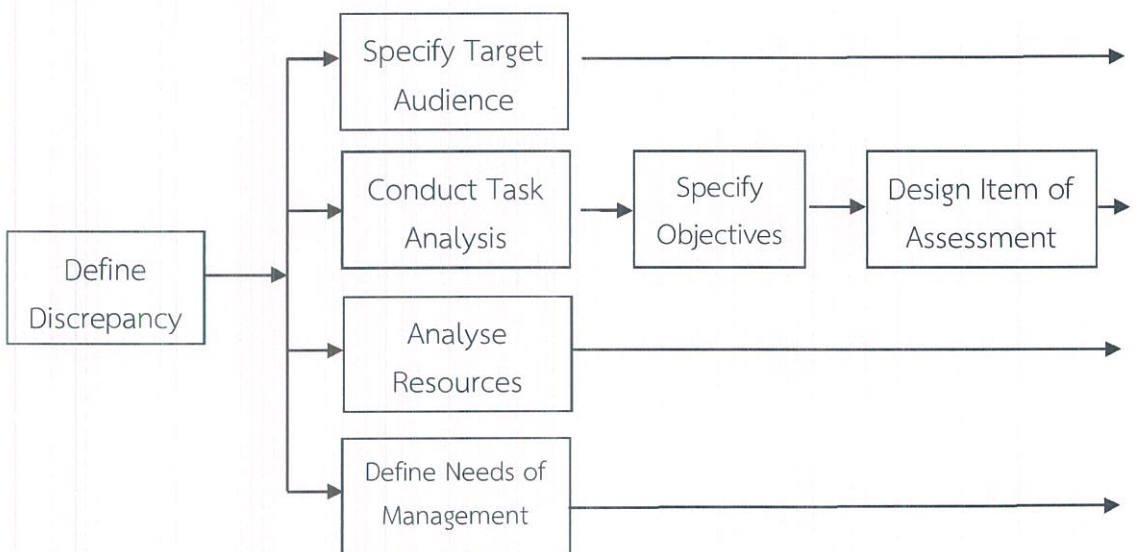 Specify Target
Audience
Conduct Task
Analysis
Specify
Objectives
Design Item of
Assessment
Define
Discrepancy
Analyse
Resources
Define Needs of
Management